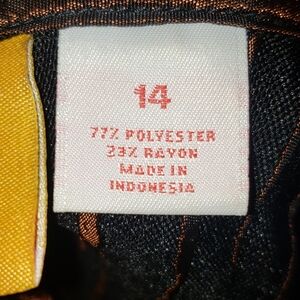 14
77% POLYESTER
23% RAYON
MADE IN
INDONESIA